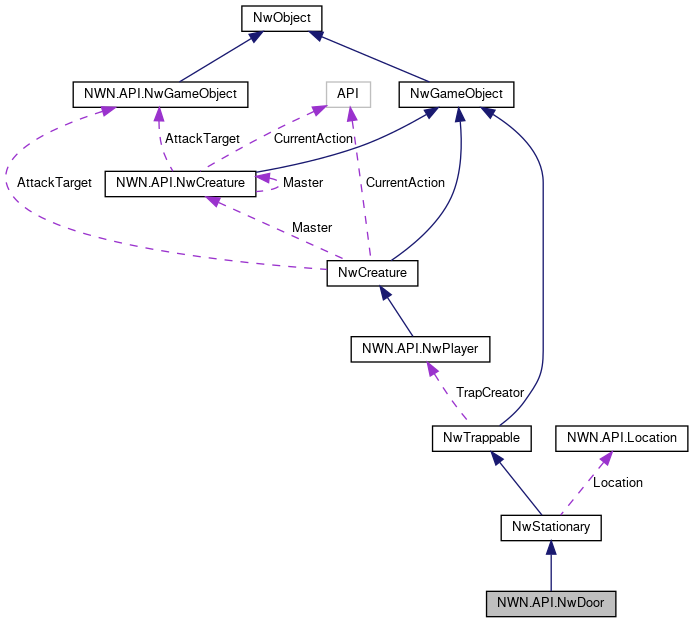 NwObject
NWN.API.NwGameObject
API
NwGameObject
AttackTarget
CurrentAction
NWN.API.NwCreature
Master
AttackTarget
CurrentAction
Master
NwCreature
NWN.API.NwPlayer
TrapCreator
NwTrappable
NWN.API.Location
Location
NwStationary
NWN.API.NwDoor